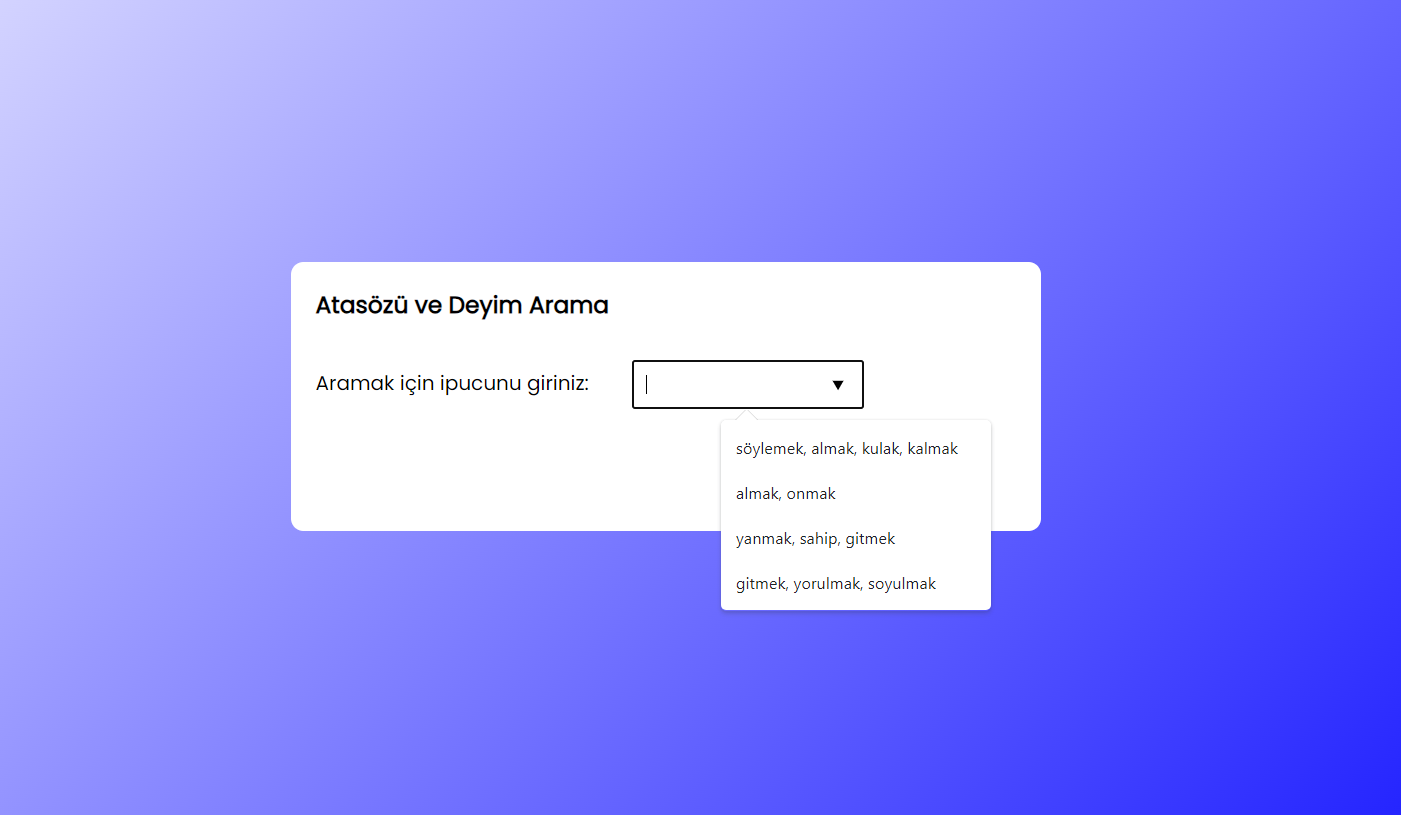 Atasözü ve Deyim Arama
Aramak için ipucunu giriniz:
söylemek, almak, kulak, kalmak
almak, onmak
yanmak, sahip, gitmek
gitmek, yorulmak, soyulmak